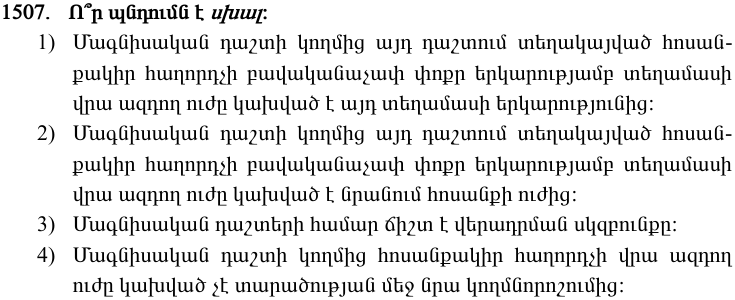 1507. Ո՞ր պնդումն է սխալ:
1) Մագնիսական դաշտի կողմից այդ դաշտում տեղակայված հոսան-
քակիր հաղորդչի բավականաչափ փոքր երկարությամբ տեղամասի
վրա ազդող ուժը կախված է այդ տեղամասի երկարությունից:
2) Մագնիսական դաշտի կողմից այդ դաշտում տեղակայված հոսան-
քակիր հաղորդչի բավականաչափ փոքր երկարությամբ տեղամասի
վրա ազդող ուժը կախված է նրանում հոսանքի ուժից:
3) Մագնիսական դաշտերի համար ճիշտ է վերադրման սկզբունքը:
4) Մագնիսական դաշտի կողմից հոսանքակիր հաղորդչի վրա ազդող
ուժը կախված չէ տարածության մեջ նրա կողմնորոշումից: